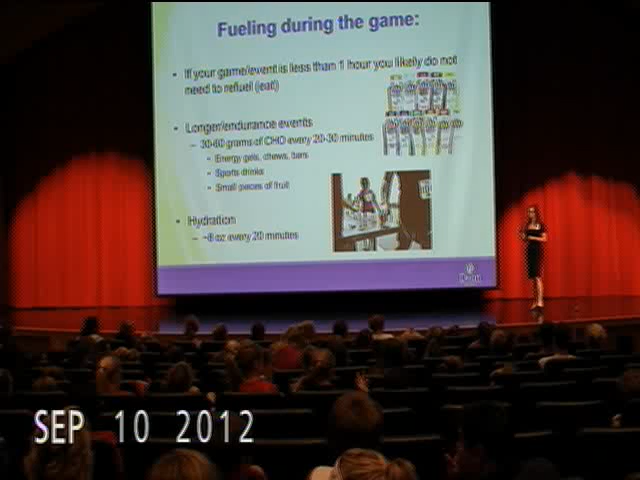 Fueling during the game:
• If your game/event is less than 1 hour you likely do not
need to refuel (eat)
• Longer/endurance events
– 30-60 grams of CHO every 20-30 minutes
• Energy gels, chews, bars
• Sports drinks
• Small pieces of fruit
• Hydration
– ~8 oz every 20 minutes
SEP 10 2012